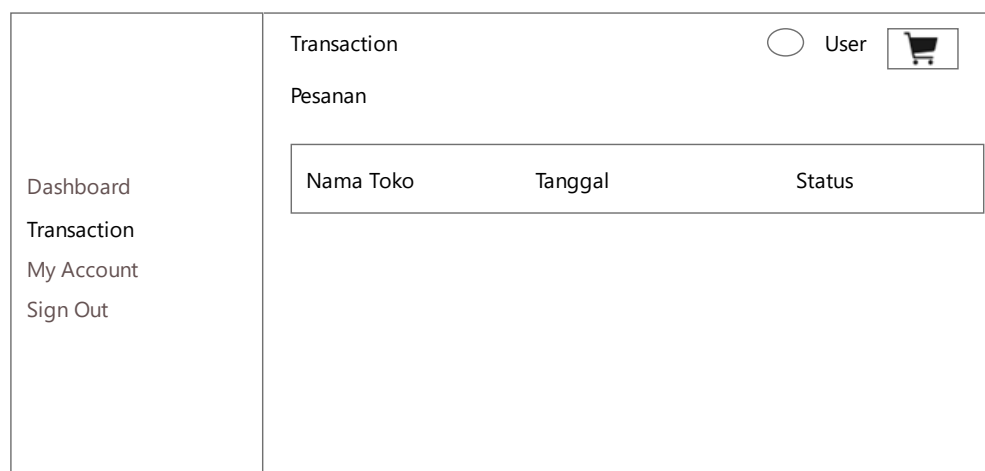 Transaction
User
Pesanan
Nama Toko Tanggal Status
Dashboard
Transaction
My Account
Sign Out